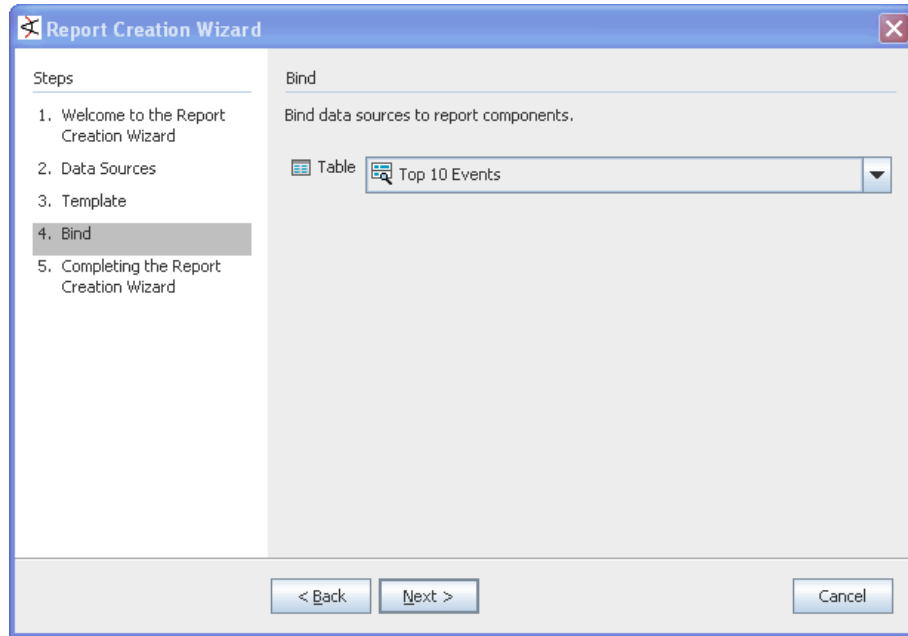 Report Creation Wizard
Steps
1. Welcome to the Report
Creation Wizard
2. Data Sources
3. Template
4. Bind
5. Completing the Report
Creation Wizard
Bind
Bind data sources to report components.
Table
Top 10 Events
< Back
Next >
Cancel